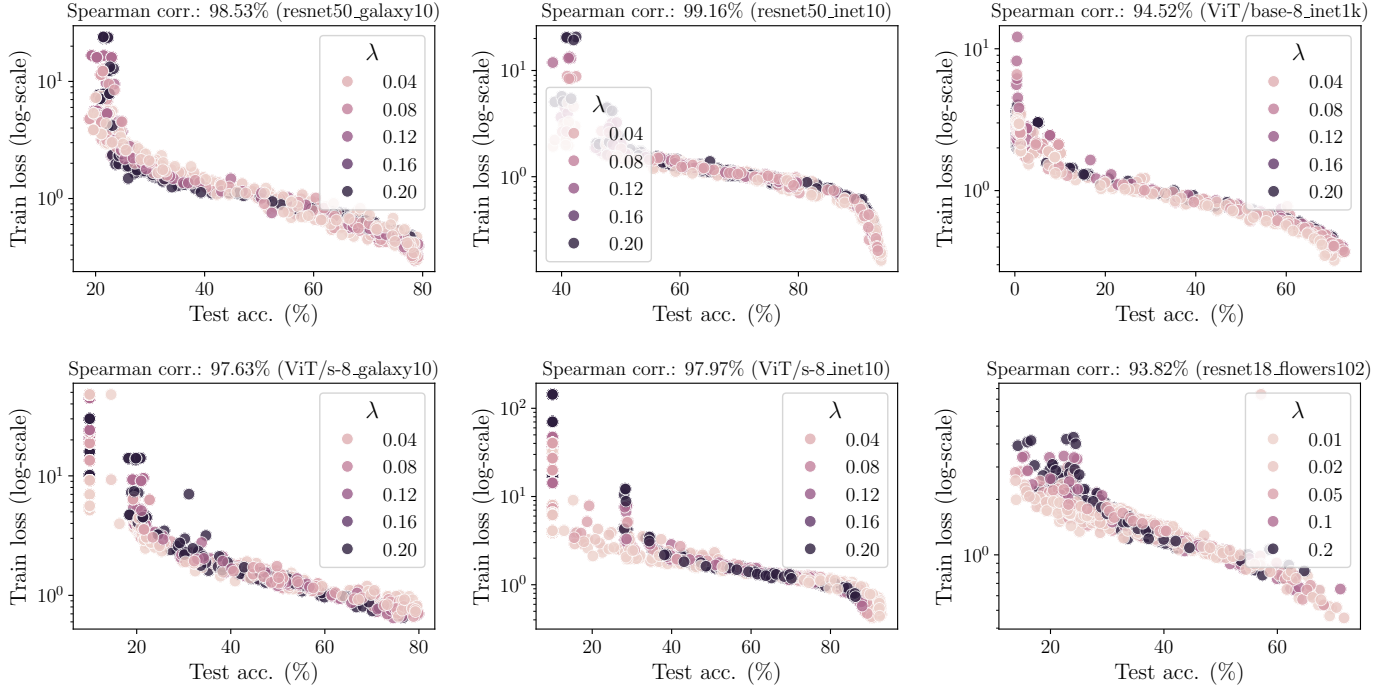 Spearman corr.: 98.53% (resnet50_galaxy10)
Train loss (log-scale)
10¹
10⁰
λ
0.04
0.08
0.12
0.16
0.20
20 40 60 80
Test acc. (%)
Spearman corr.: 99.16% (resnet50_inet10)
Train loss (log-scale)
10¹
10⁰
λ
0.04
0.08
0.12
0.16
0.20
40 60 80
Test acc. (%)
Spearman corr.: 94.52% (ViT/base-8_inet1k)
Train loss (log-scale)
10¹
10⁰
λ
0.04
0.08
0.12
0.16
0.20
0 20 40 60
Test acc. (%)
Spearman corr.: 97.63% (ViT/s-8_galaxy10)
Train loss (log-scale)
10¹
10⁰
λ
0.04
0.08
0.12
0.16
0.20
20 40 60 80
Test acc. (%)
Spearman corr.: 97.97% (ViT/s-8_inet10)
Train loss (log-scale)
10²
10¹
10⁰
λ
0.04
0.08
0.12
0.16
0.20
20 40 60 80
Test acc. (%)
Spearman corr.: 93.82% (resnet18_flowers102)
Train loss (log-scale)
10⁰
λ
0.01
0.02
0.05
0.1
0.2
20 40 60
Test acc. (%)